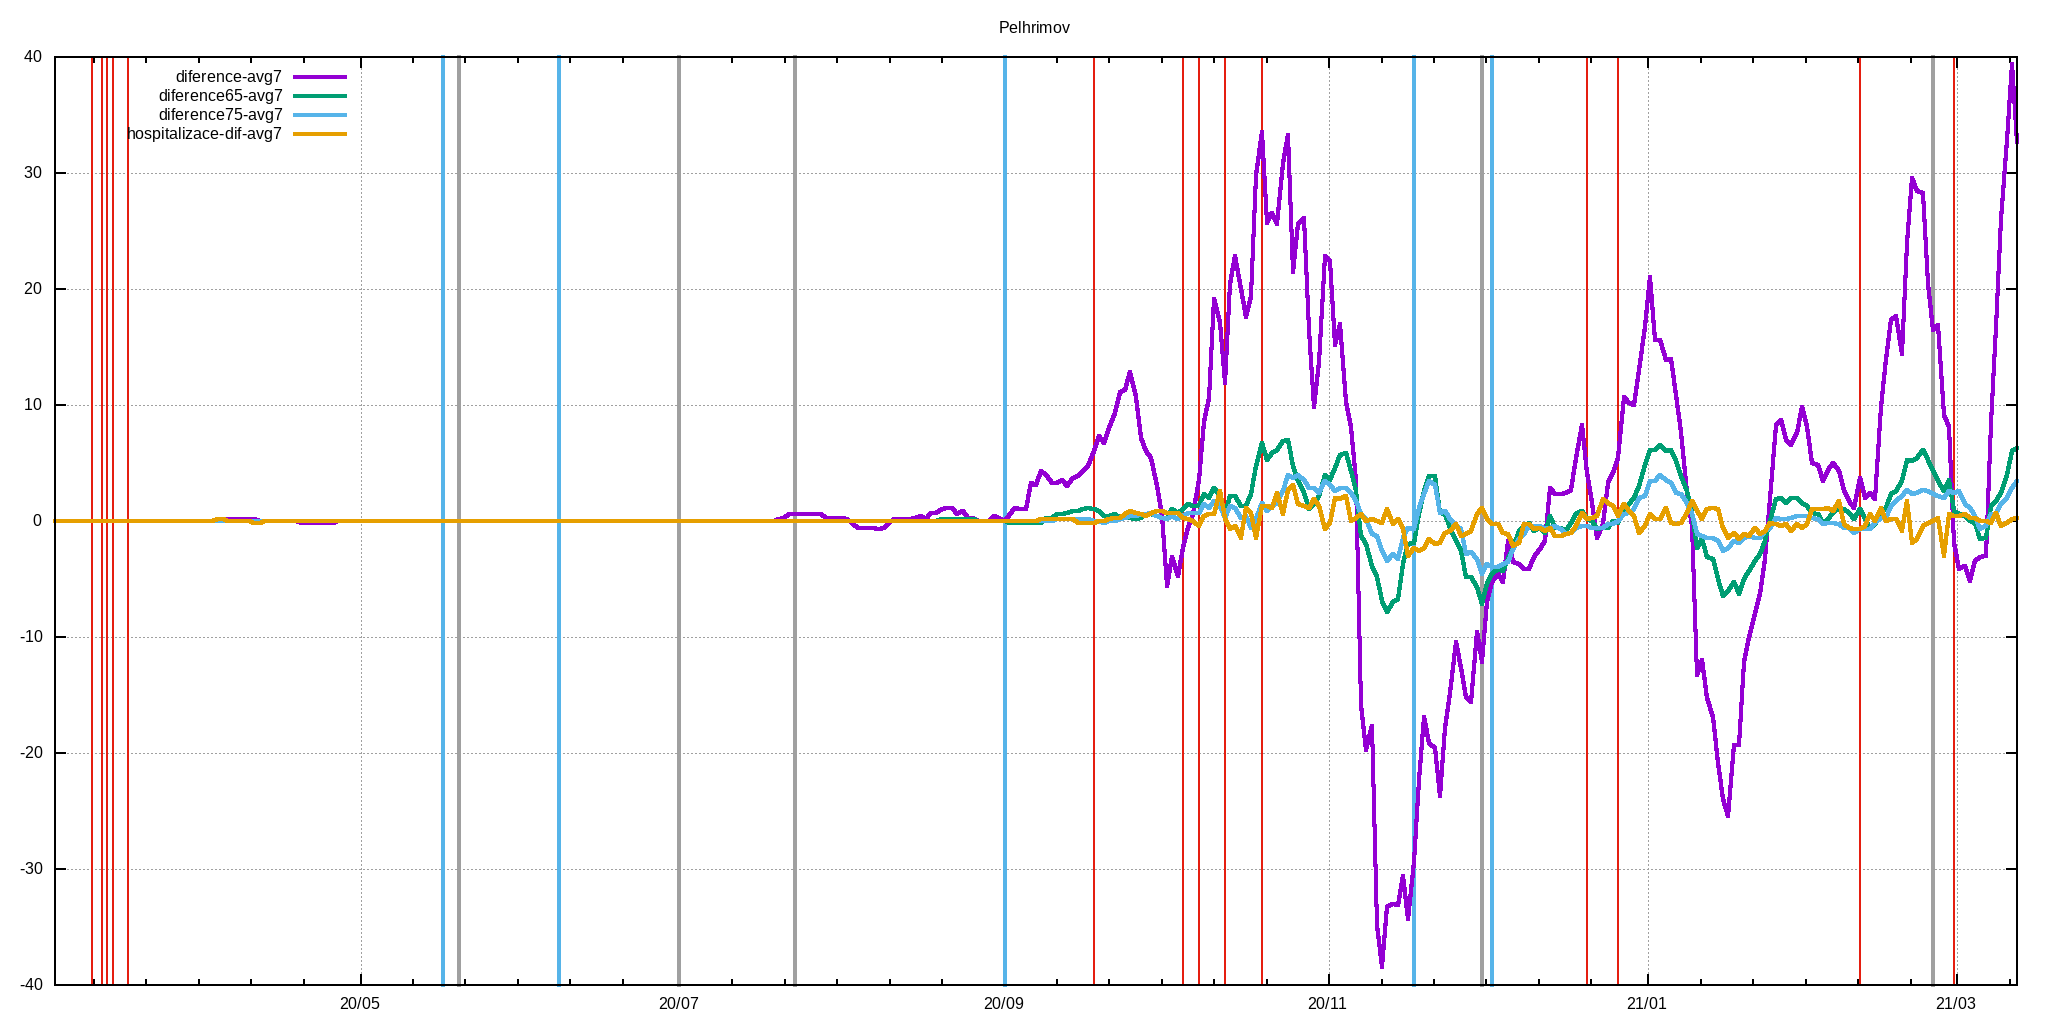 Pelhrimov
40
diference-avg7
diference65-avg7
diference75-avg7
hospitalizace-dif-avg7
30
20
10
0
-10
-20
-30
-40
20/05 20/07 20/09 20/11 21/01 21/03